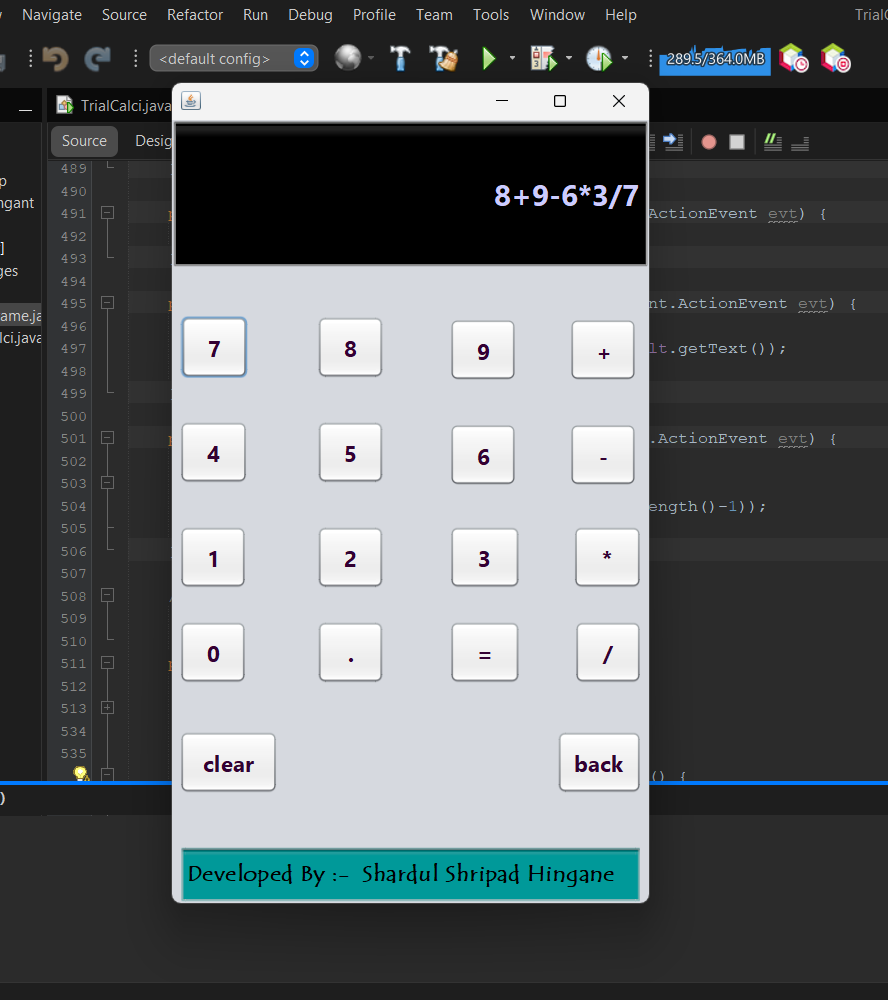 Navigate Source Refactor Run Debug Profile Team Tools Window Help
<default config> 289.5/364.0MB
TrialCalci.java
Source
8+9-6*3/7
489
490
491 ActionEvent evt) {
492
493
494
495 nt.ActionEvent evt) {
496
497 lt.getText());
498
499
500
501 .ActionEvent evt) {
502
503
504 ength()-1));
505
506
507
508
509
510
511
512
513
534
535
() {
ngant
]
ges
ame.ja
lci.java
)
7 8 9 +
4 5 6 -
1 2 3 *
0 . = /
clear back
Developed By :- Shardul Shripad Hingane